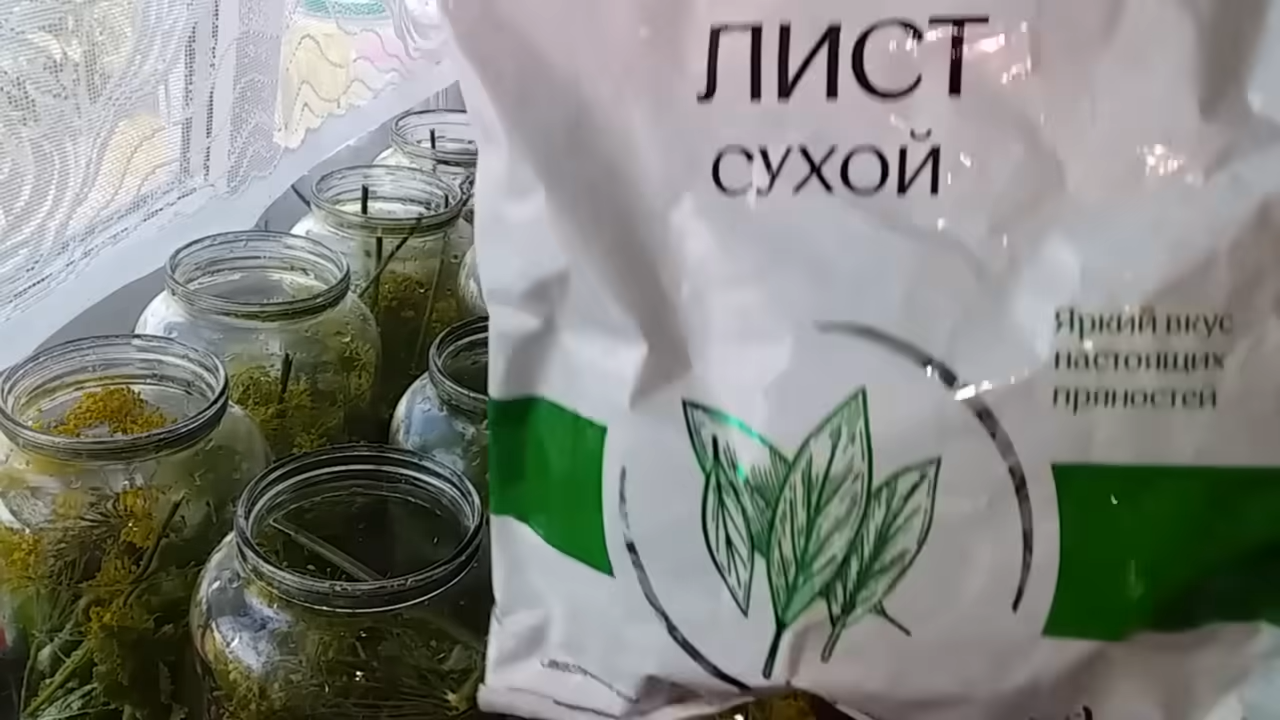 ЛИСТ
СУХОЙ
Яркий вкус
настоящих
пряностей